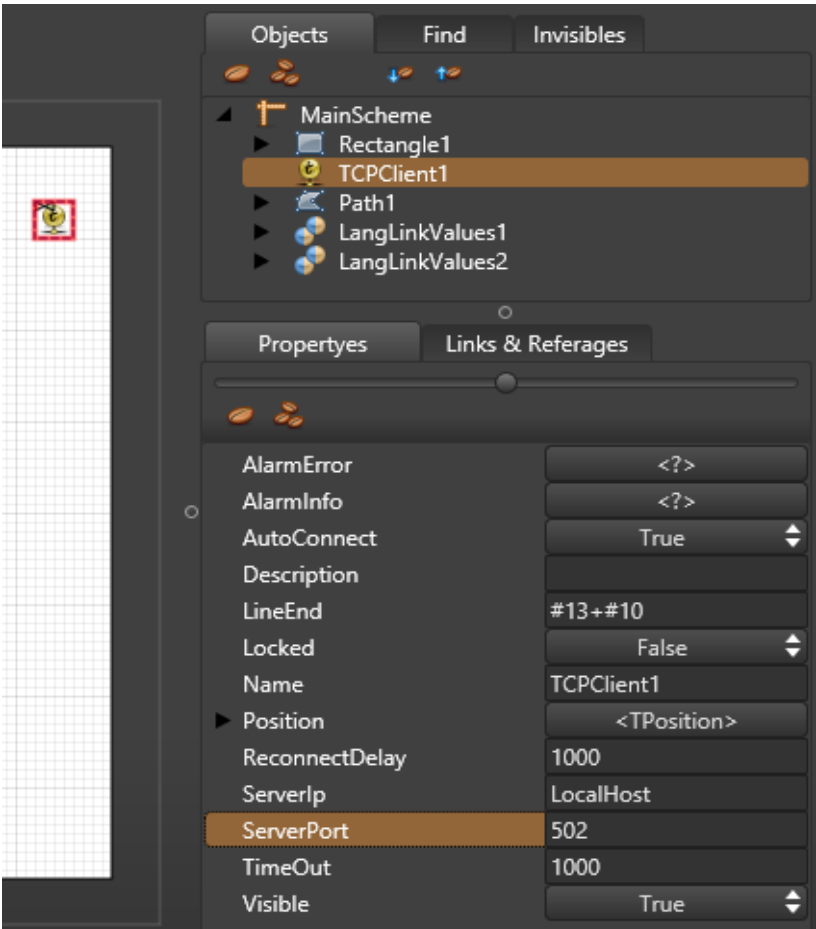 Objects Find Invisibles
MainScheme
Rectangle1
TCPClient1
Path1
LangLinkValues1
LangLinkValues2
Propertyes Links & Referages
AlarmError <?>
AlarmInfo <?>
AutoConnect True
Description
LineEnd #13+#10
Locked False
Name TCPClient1
Position <TPosition>
ReconnectDelay 1000
ServerIp LocalHost
ServerPort 502
TimeOut 1000
Visible True